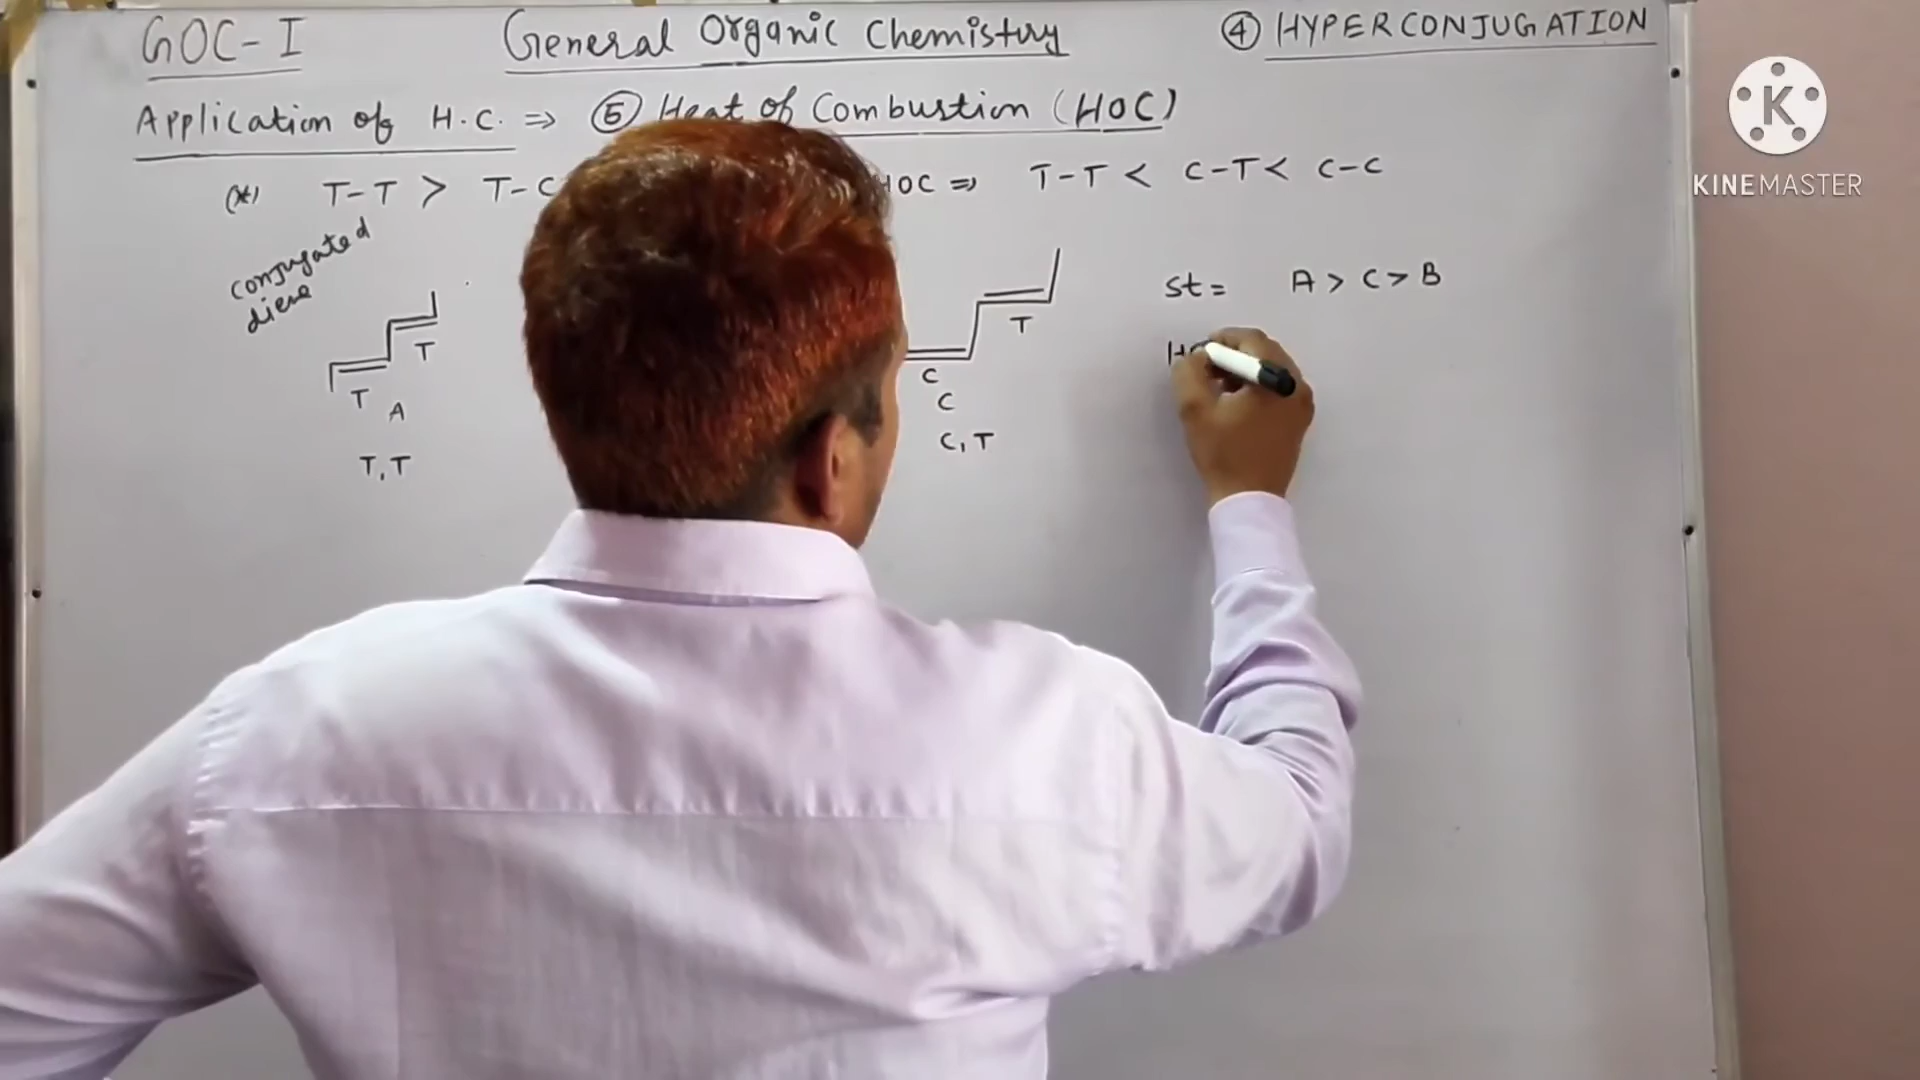 GOC-I General Organic Chemistry ④ HYPERCONJUGATION
Application of H.C. ⇒ ⑤ Heat of Combustion (HOC)
(*) T-T > T-C HOC ⇒ T-T < C-T < C-C
conjugated
diene
T
T
A
T, T
T
C
C
C, T
St = A > C > B
KINEMASTER